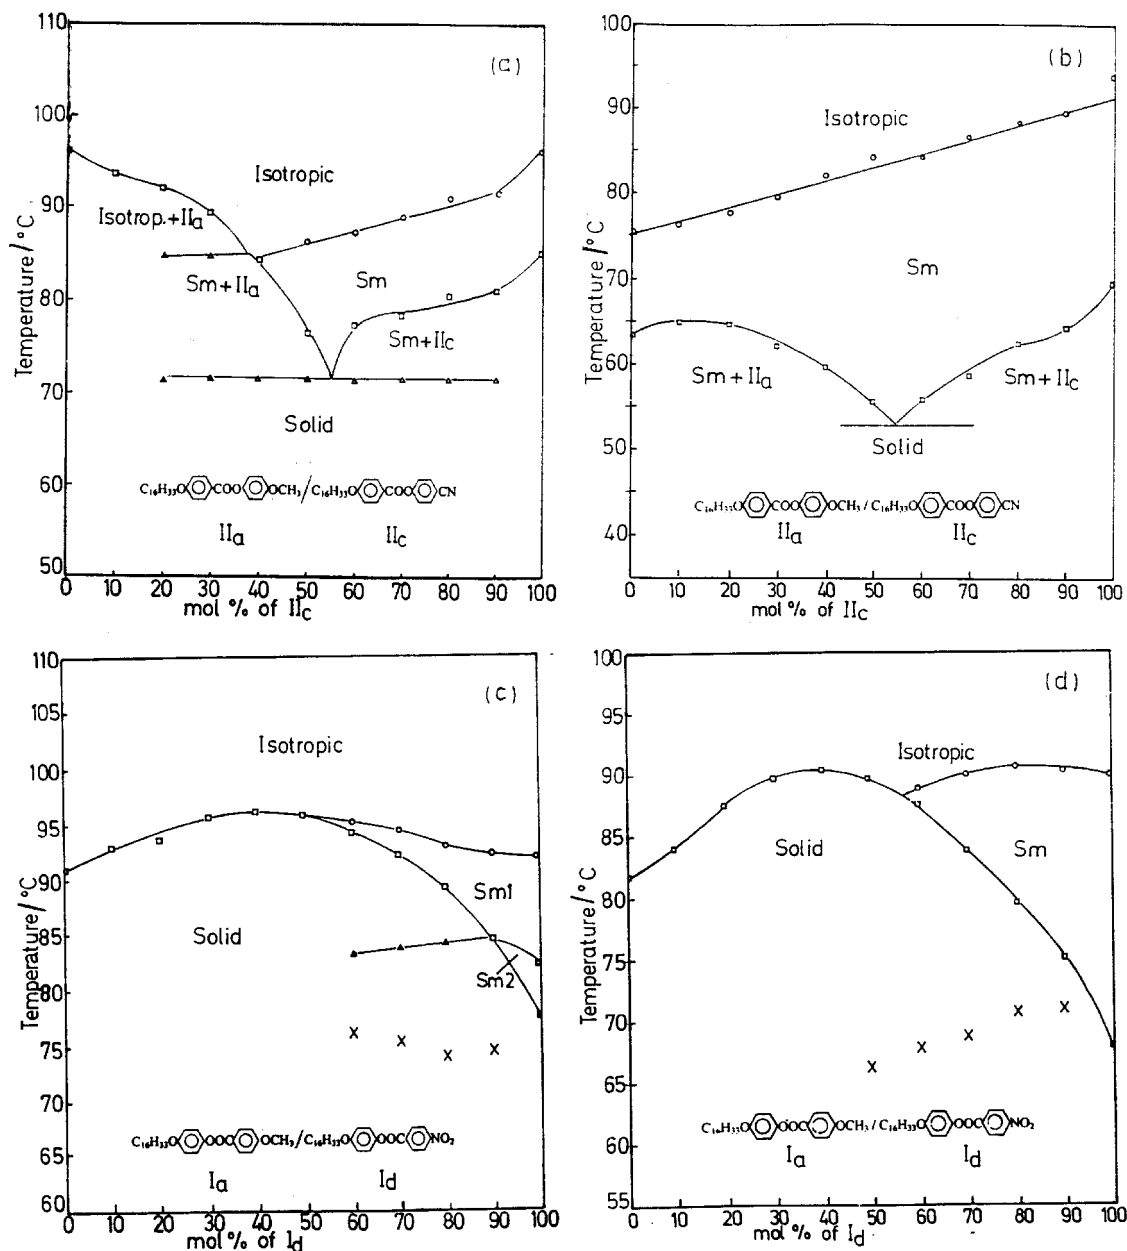 110
100
90
80
70
60
50
Temperature/°C
(a)
Isotropic
Isotrop.+IIa
Sm+IIa
Sm
Sm+IIc
Solid
C₁₆H₃₃O COO OCH₃/C₁₆H₃₃O COO CN
IIa IIc
0 10 20 30 40 50 60 70 80 90 100
mol % of IIc
100
90
80
70
60
50
40
Temperature/°C
(b)
Isotropic
Sm
Sm+IIa
Sm+IIc
Solid
C₁₆H₃₃O COO OCH₃/C₁₆H₃₃O COO CN
IIa IIc
0 10 20 30 40 50 60 70 80 90 100
mol % of IIc
110
105
100
95
90
85
80
75
70
65
60
Temperature/°C
(c)
Isotropic
Sm1
Solid
Sm2
X X X X
C₁₆H₃₃O OOC OCH₃/C₁₆H₃₃O OOC NO₂
Ia Id
0 10 20 30 40 50 60 70 80 90 100
mol % of Id
100
95
90
85
80
75
70
65
60
55
Temperature/°C
(d)
Isotropic
Solid
Sm
X X X X X
C₁₆H₃₃O OOC OCH₃/C₁₆H₃₃O OOC NO₂
Ia Id
0 10 20 30 40 50 60 70 80 90 100
mol % of Id